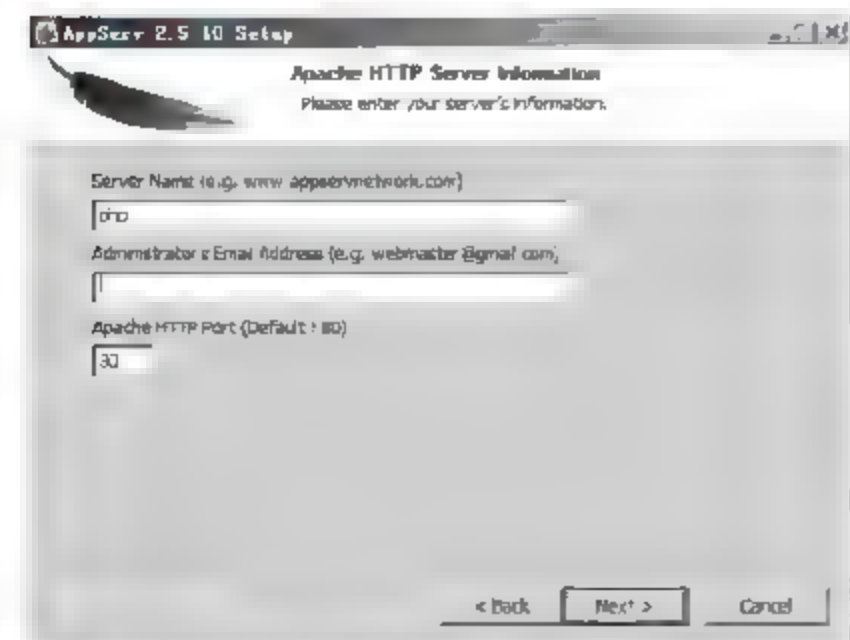 AppServ 2.5 10 Setup
Apache HTTP Server Information
Please enter your server's information.
Server Name (e.g. www appservnetwork.com)
php
Administrator s Email Address (e.g. webmaster @gmail com)
Apache HTTP Port (Default : 80)
80
< Back
Next >
Cancel